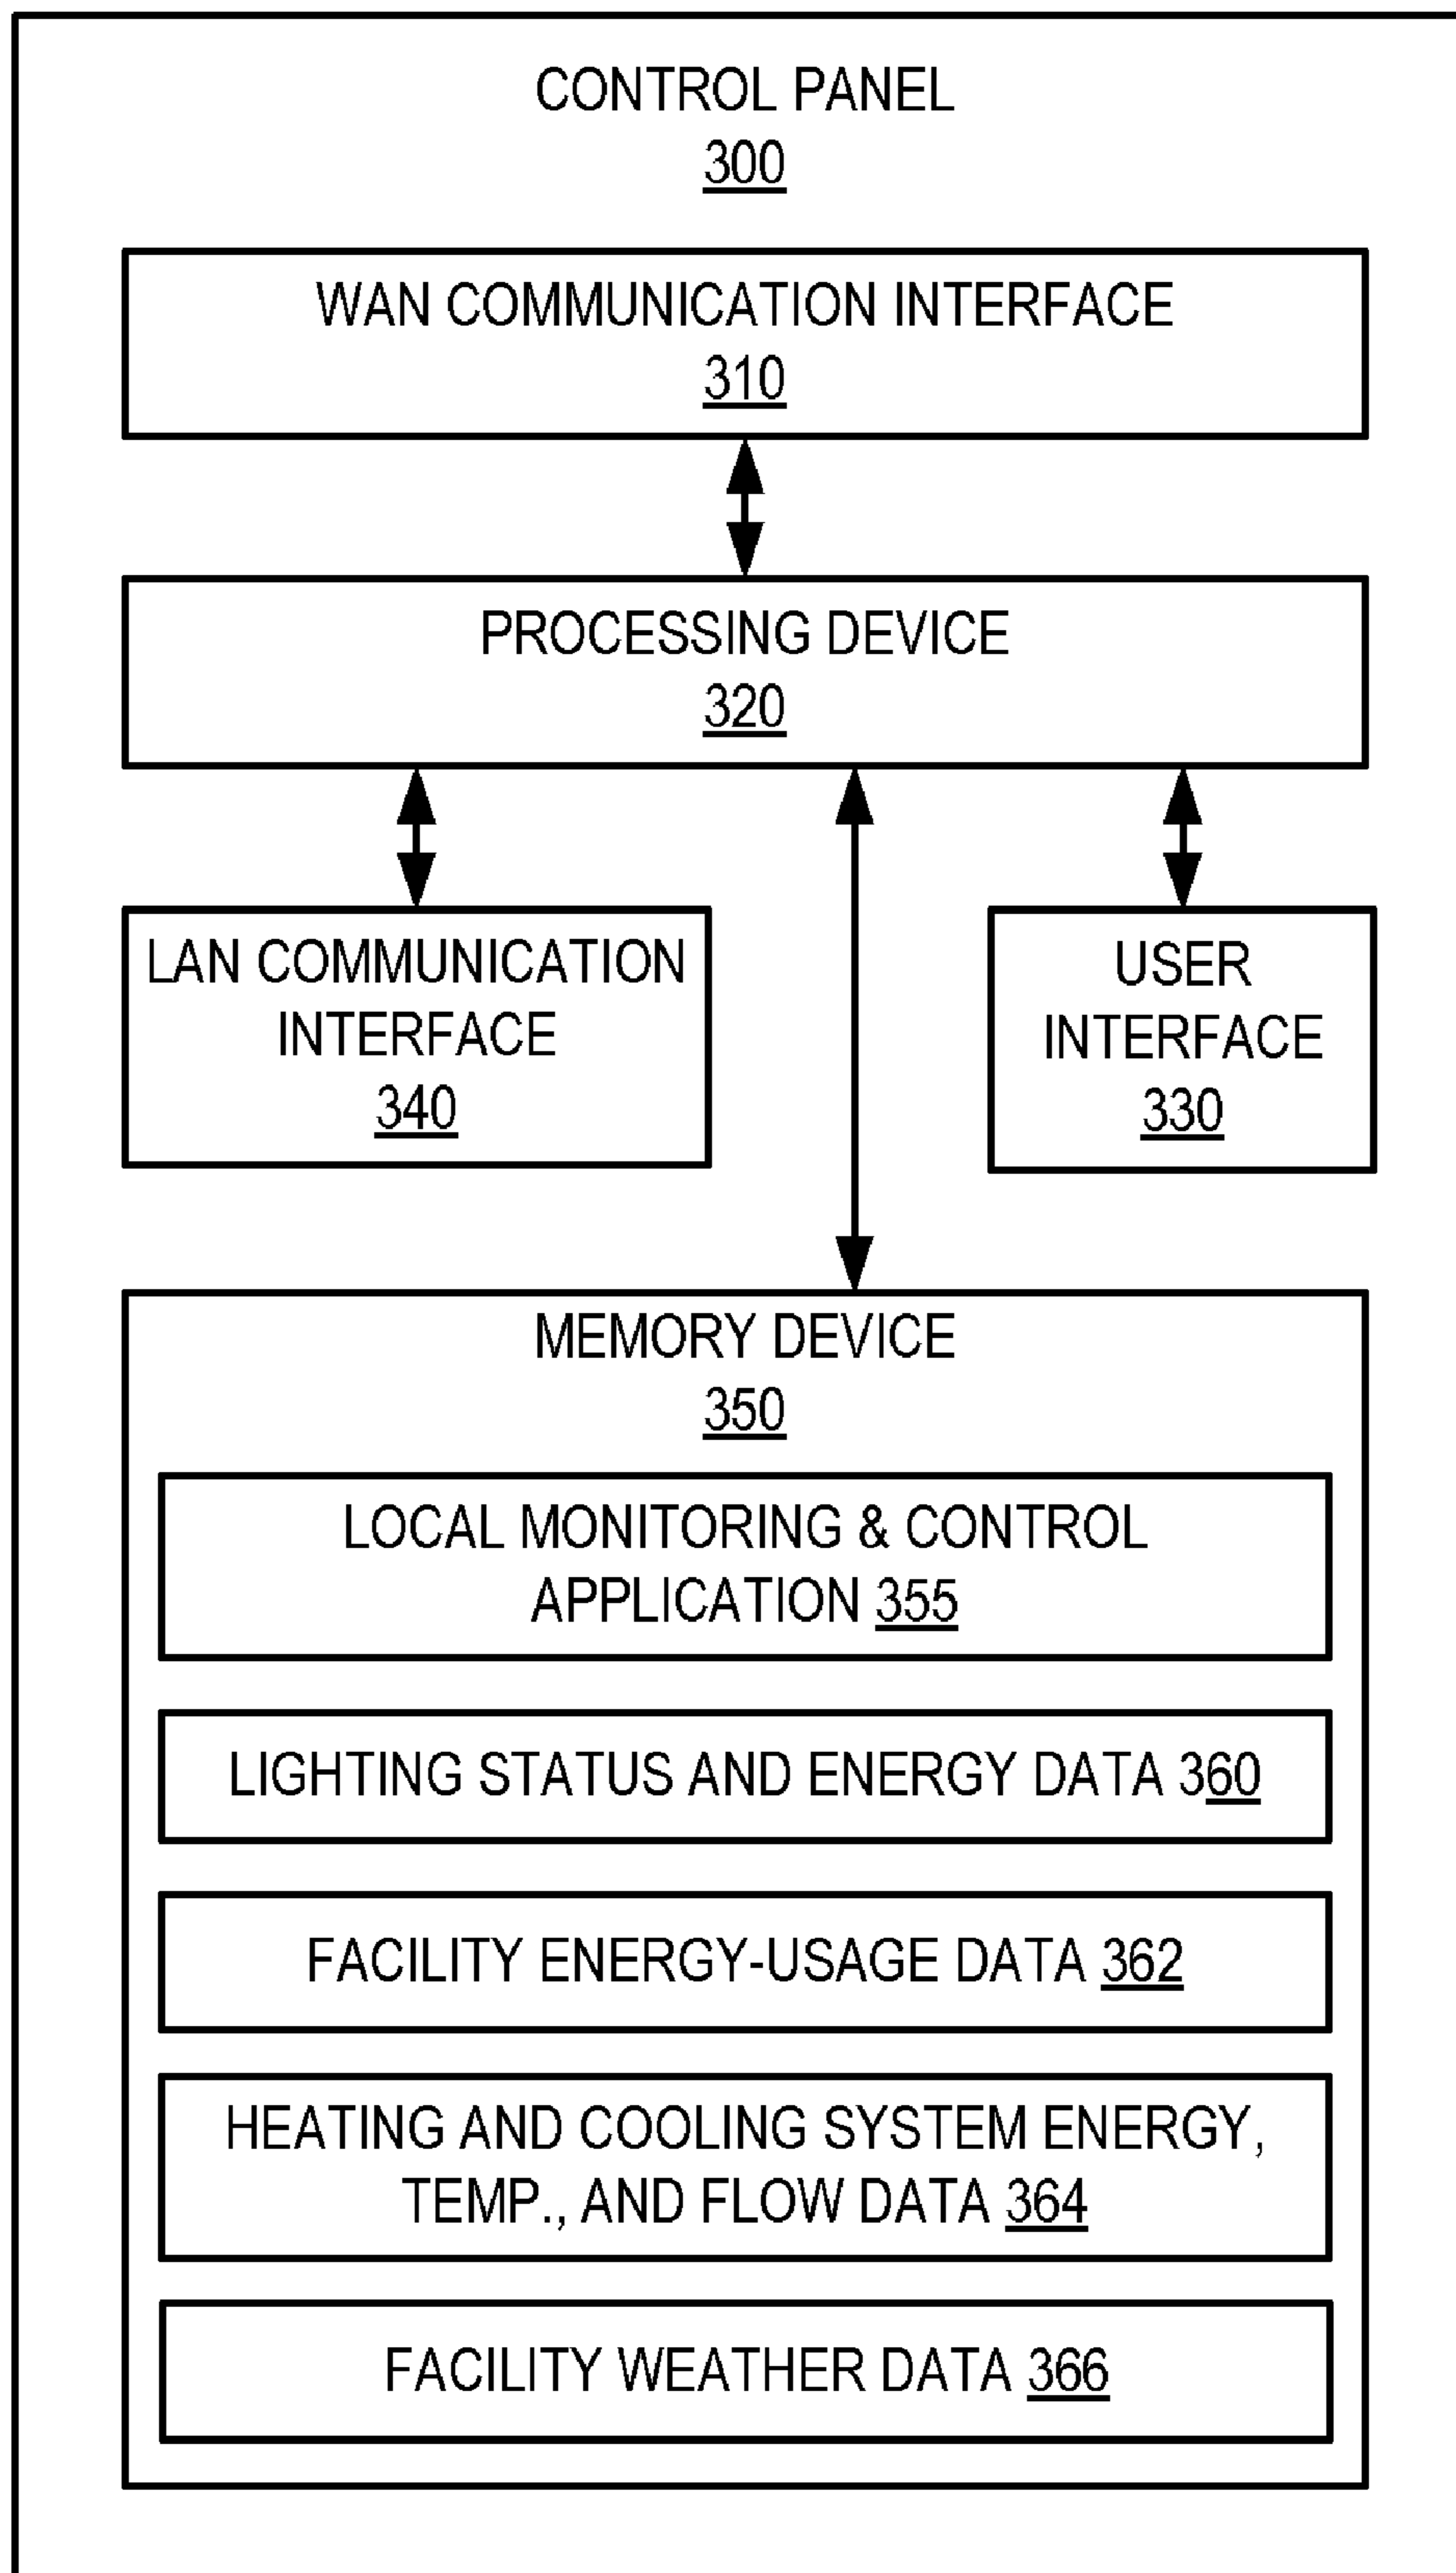 CONTROL PANEL
300
WAN COMMUNICATION INTERFACE
310
PROCESSING DEVICE
320
LAN COMMUNICATION
INTERFACE
340
USER
INTERFACE
330
MEMORY DEVICE
350
LOCAL MONITORING & CONTROL
APPLICATION 355
LIGHTING STATUS AND ENERGY DATA 360
FACILITY ENERGY-USAGE DATA 362
HEATING AND COOLING SYSTEM ENERGY,
TEMP., AND FLOW DATA 364
FACILITY WEATHER DATA 366